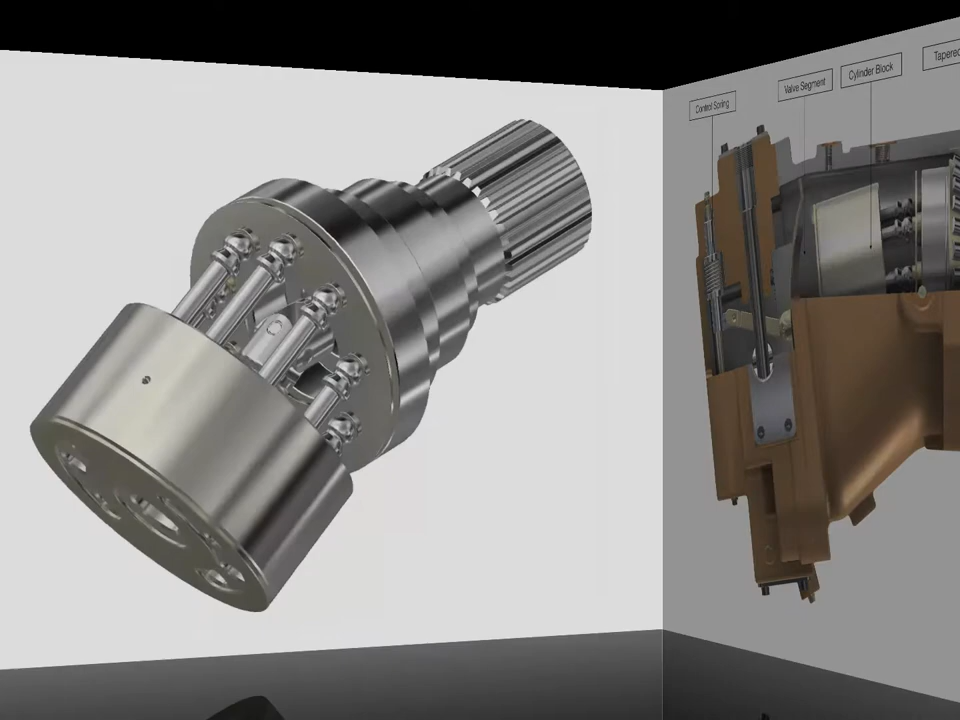 Control Spring
Valve Segment
Cylinder Block
Tapered